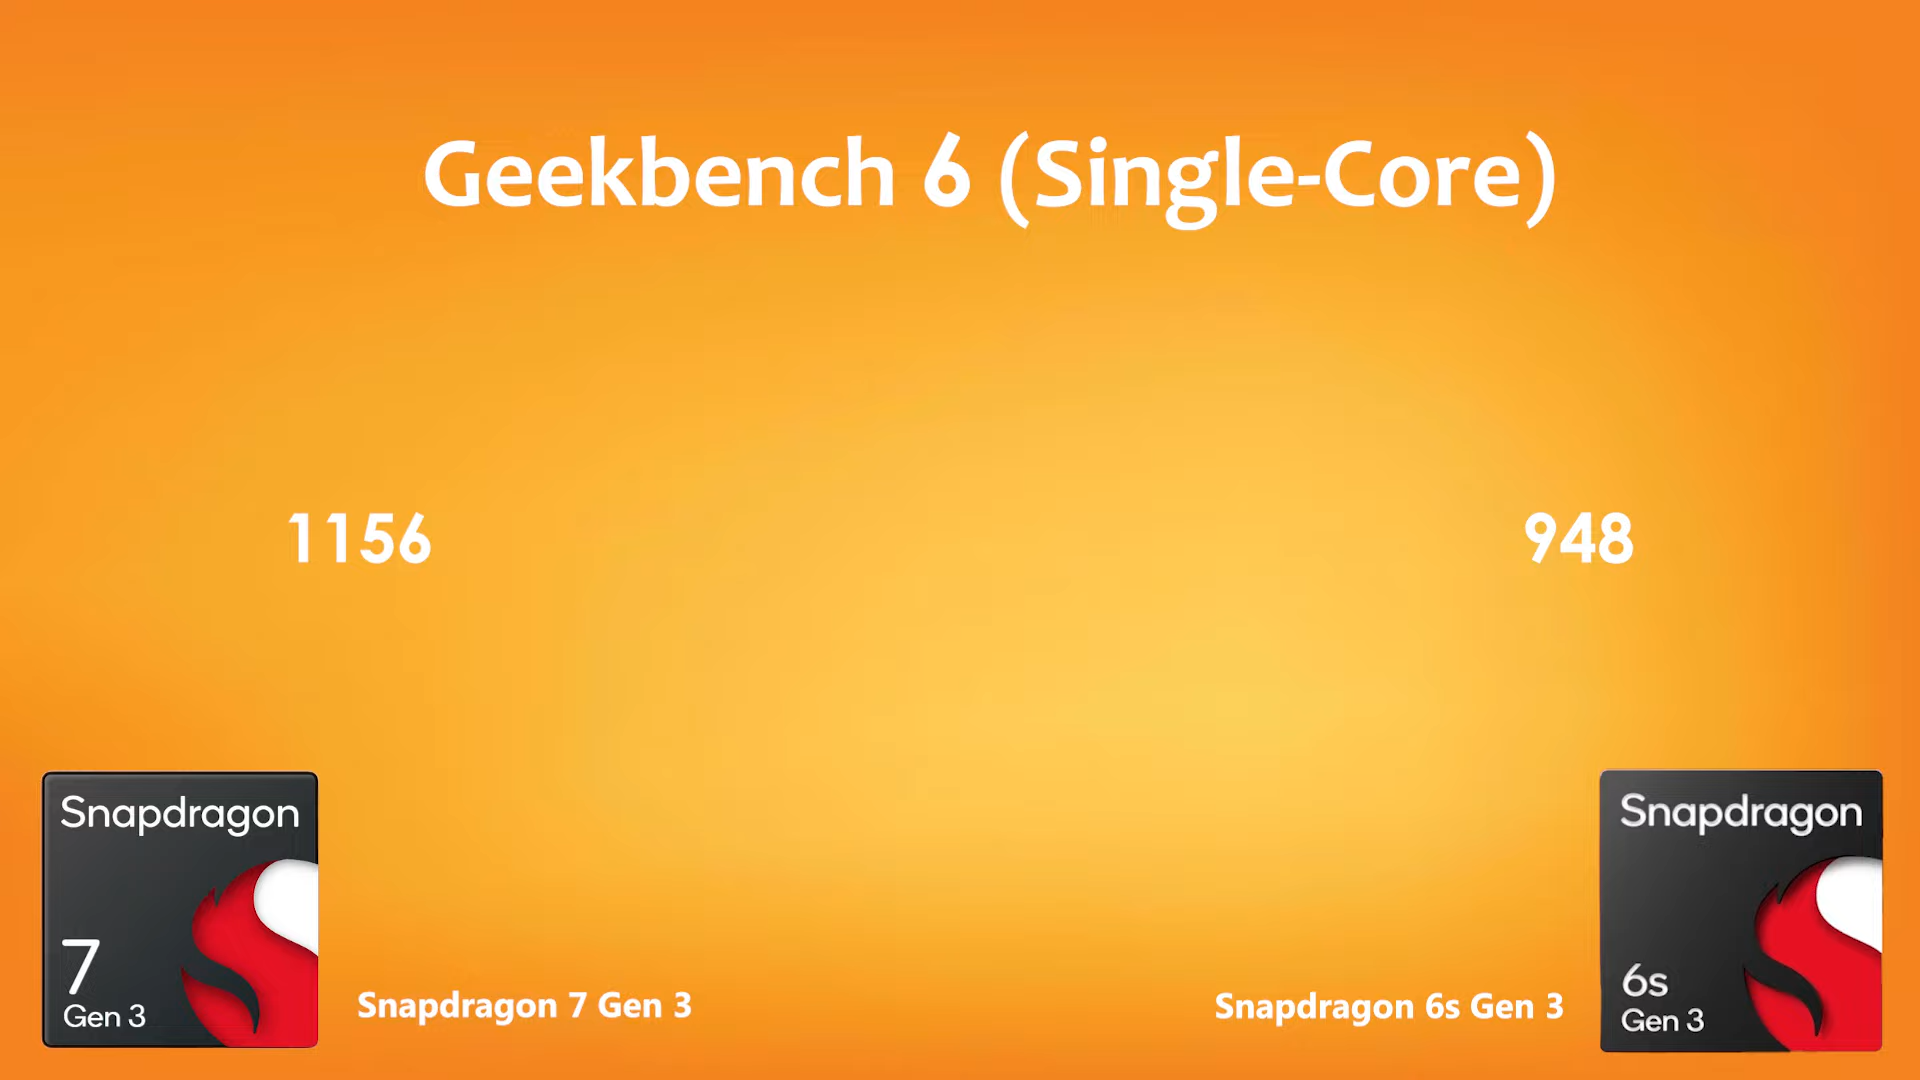 Geekbench 6 (Single-Core)
1156
948
Snapdragon
7
Gen 3
Snapdragon 7 Gen 3
Snapdragon 6s Gen 3
Snapdragon
6s
Gen 3